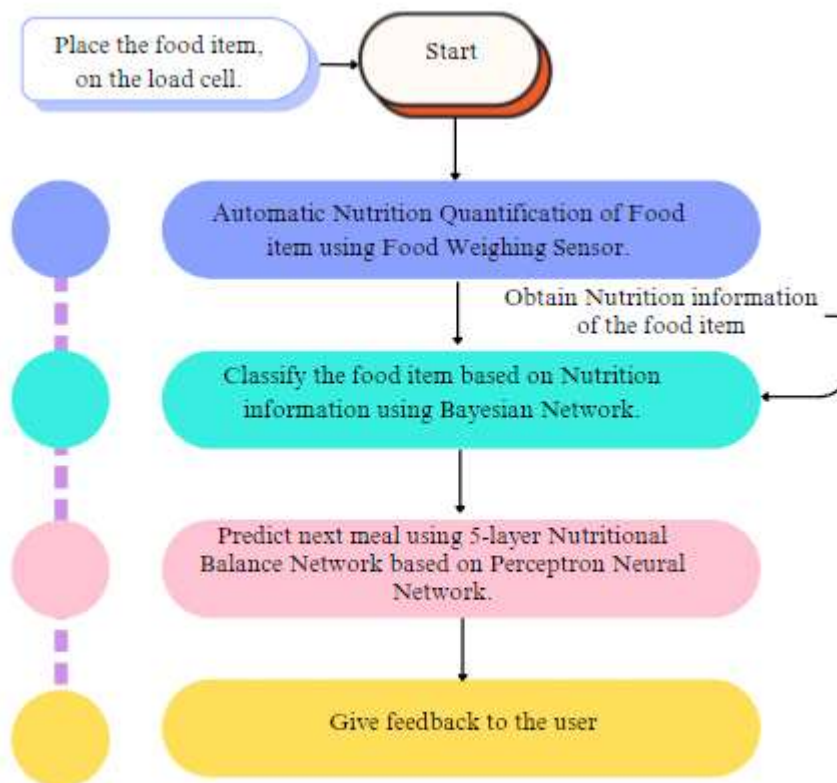 Place the food item,
on the load cell.
Start
Automatic Nutrition Quantification of Food
item using Food Weighing Sensor.
Obtain Nutrition information
of the food item
Classify the food item based on Nutrition
information using Bayesian Network.
Predict next meal using 5-layer Nutritional
Balance Network based on Perceptron Neural
Network.
Give feedback to the user